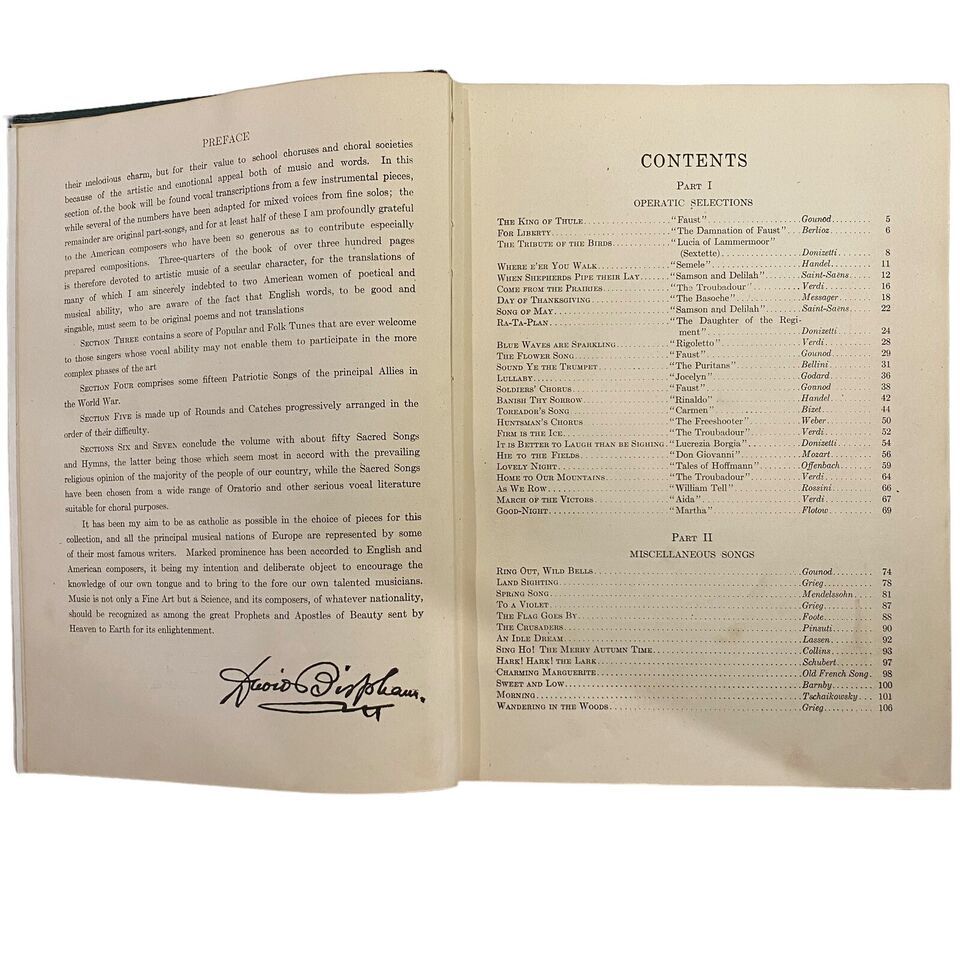 PREFACE
their melodious charm, but for their value to school choruses and choral societies
because of the artistic and emotional appeal both of music and words. In this
section of the book will be found vocal transcriptions from a few instrumental pieces,
while several of the numbers have been adapted for mixed voices from fine solos; the
remainder are original part-songs, and for at least half of these I am profoundly grateful
to the American composers who have been so generous as to contribute especially
prepared compositions. Three-quarters of the book of over three hundred pages
is therefore devoted to artistic music of a secular character, for the translations of
many of which I am sincerely indebted to two American women of poetical and
musical ability, who are aware of the fact that English words, to be good and
singable, must seem to be original poems and not translations
SECTION THREE contains a score of Popular and Folk Tunes that are ever welcome
to those singers whose vocal ability may not enable them to participate in the more
complex phases of the art
SECTION FOUR comprises some fifteen Patriotic Songs of the principal Allies in
the World War.
SECTION FIVE is made up of Rounds and Catches progressively arranged in the
order of their difficulty.
SECTIONS SIX and SEVEN conclude the volume with about fifty Sacred Songs
and Hymns, the latter being those which seem most in accord with the prevailing
religious opinion of the majority of the people of our country, while the Sacred Songs
have been chosen from a wide range of Oratorio and other serious vocal literature
suitable for choral purposes.
It has been my aim to be as catholic as possible in the choice of pieces for this
collection, and all the principal musical nations of Europe are represented by some
of their most famous writers. Marked prominence has been accorded to English and
American composers, it being my intention and deliberate object to encourage the
knowledge of our own tongue and to bring to the fore our own talented musicians.
Music is not only a Fine Art but a Science, and its composers, of whatever nationality,
should be recognized as among the great Prophets and Apostles of Beauty sent by
Heaven to Earth for its enlightenment.
David Bispham.
CONTENTS
PART I
OPERATIC SELECTIONS
THE KING OF THULE "Faust" Gounod 5
FOR LIBERTY "The Damnation of Faust" Berlioz 6
THE TRIBUTE OF THE BIRDS "Lucia of Lammermoor"
(Sextette) Donizetti 8
WHERE E'ER YOU WALK "Semele" Handel 11
WHEN SHEPHERDS PIPE THEIR LAY "Samson and Delilah" Saint-Saëns 12
COME FROM THE PRAIRIES "The Troubadour" Verdi 16
DAY OF THANKSGIVING "The Basoche" Messager 18
SONG OF MAY "Samson and Delilah" Saint-Saëns 22
RA-TA-PLAN "The Daughter of the Regi-
ment" Donizetti 24
BLUE WAVES ARE SPARKLING "Rigoletto" Verdi 28
THE FLOWER SONG "Faust" Gounod 29
SOUND YE THE TRUMPET "The Puritans" Bellini 31
LULLABY "Jocelyn" Godard 36
SOLDIERS' CHORUS "Faust" Gounod 38
BANISH THY SORROW "Rinaldo" Handel 42
TOREADOR'S SONG "Carmen" Bizet 44
HUNTSMAN'S CHORUS "The Freeshooter" Weber 50
FIRM IS THE ICE "The Troubadour" Verdi 52
IT IS BETTER TO LAUGH THAN BE SIGHING "Lucrezia Borgia" Donizetti 54
HIE TO THE FIELDS "Don Giovanni" Mozart 56
LOVELY NIGHT "Tales of Hoffmann" Offenbach 59
HOME TO OUR MOUNTAINS "The Troubadour" Verdi 64
AS WE ROW "William Tell" Rossini 66
MARCH OF THE VICTORS "Aida" Verdi 67
GOOD-NIGHT "Martha" Flotow 69
PART II
MISCELLANEOUS SONGS
RING OUT, WILD BELLS Gounod 74
LAND SIGHTING Grieg 78
SPRING SONG Mendelssohn 81
TO A VIOLET Grieg 87
THE FLAG GOES BY Foote 88
THE CRUSADERS Pinsuti 90
AN IDLE DREAM Lassen 92
SING HO! THE MERRY AUTUMN TIME Collins 93
HARK! HARK! THE LARK Schubert 97
CHARMING MARGUERITE Old French Song 98
SWEET AND LOW Barnby 100
MORNING Tschaikowsky 101
WANDERING IN THE WOODS Grieg 106